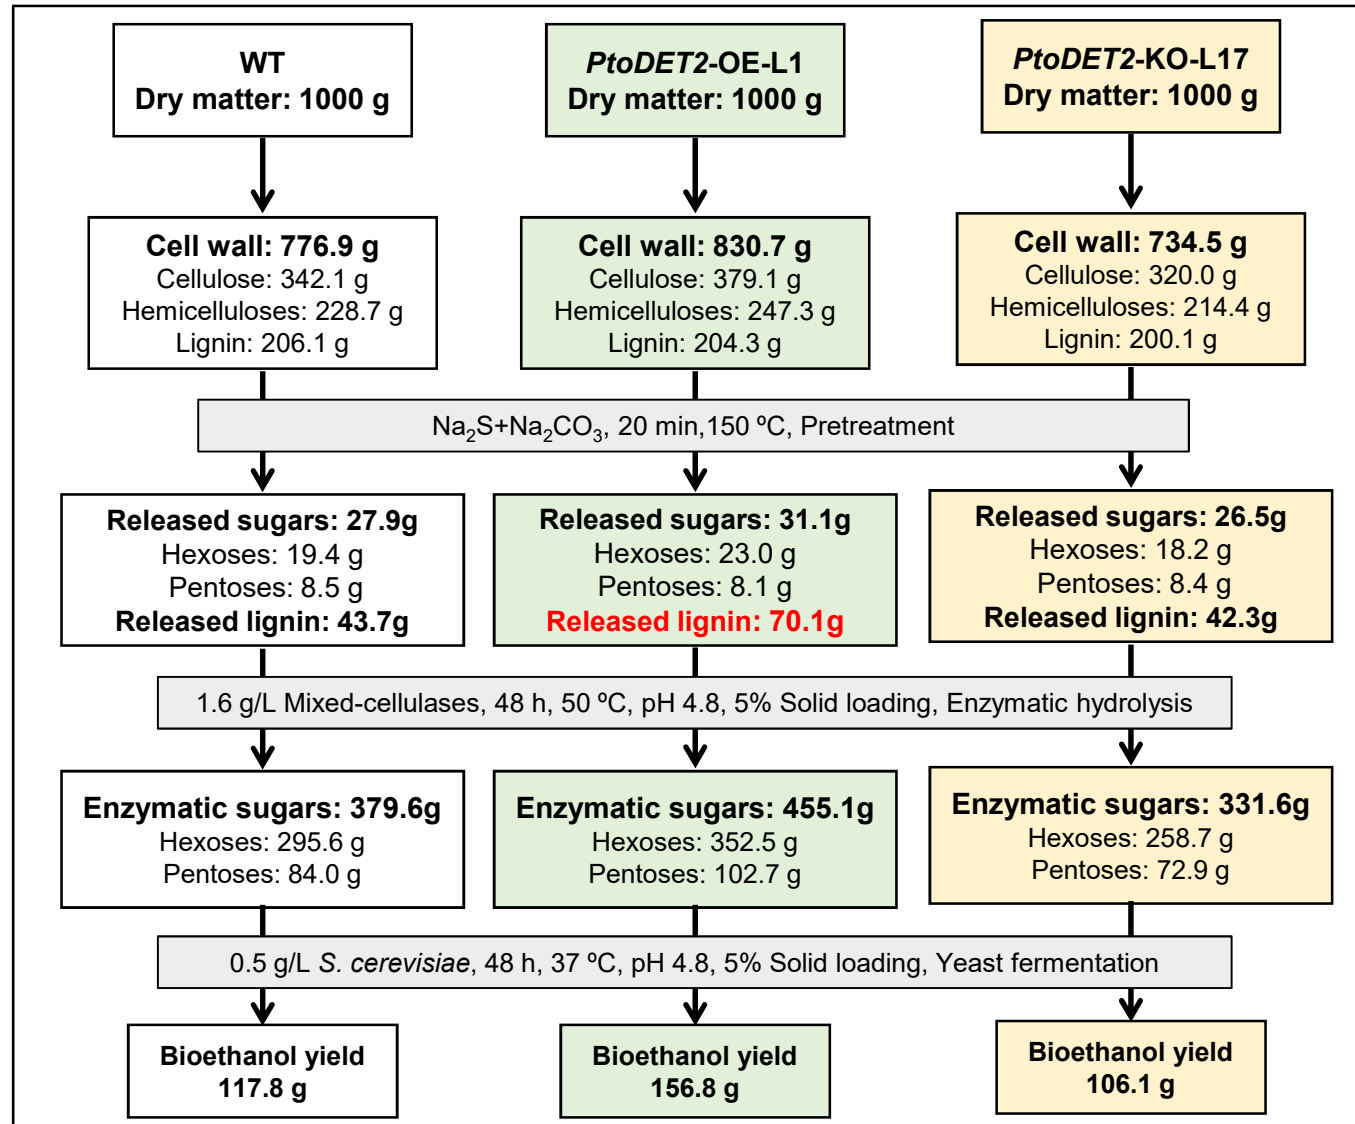 WT
Dry matter: 1000 g
PtoDET2-OE-L1
Dry matter: 1000 g
PtoDET2-KO-L17
Dry matter: 1000 g
Cell wall: 776.9 g
Cellulose: 342.1 g
Hemicelluloses: 228.7 g
Lignin: 206.1 g
Cell wall: 830.7 g
Cellulose: 379.1 g
Hemicelluloses: 247.3 g
Lignin: 204.3 g
Cell wall: 734.5 g
Cellulose: 320.0 g
Hemicelluloses: 214.4 g
Lignin: 200.1 g
Na₂S+Na₂CO₃, 20 min,150 ºC, Pretreatment
Released sugars: 27.9g
Hexoses: 19.4 g
Pentoses: 8.5 g
Released lignin: 43.7g
Released sugars: 31.1g
Hexoses: 23.0 g
Pentoses: 8.1 g
Released lignin: 70.1g
Released sugars: 26.5g
Hexoses: 18.2 g
Pentoses: 8.4 g
Released lignin: 42.3g
1.6 g/L Mixed-cellulases, 48 h, 50 ºC, pH 4.8, 5% Solid loading, Enzymatic hydrolysis
Enzymatic sugars: 379.6g
Hexoses: 295.6 g
Pentoses: 84.0 g
Enzymatic sugars: 455.1g
Hexoses: 352.5 g
Pentoses: 102.7 g
Enzymatic sugars: 331.6g
Hexoses: 258.7 g
Pentoses: 72.9 g
0.5 g/L S. cerevisiae, 48 h, 37 ºC, pH 4.8, 5% Solid loading, Yeast fermentation
Bioethanol yield
117.8 g
Bioethanol yield
156.8 g
Bioethanol yield
106.1 g